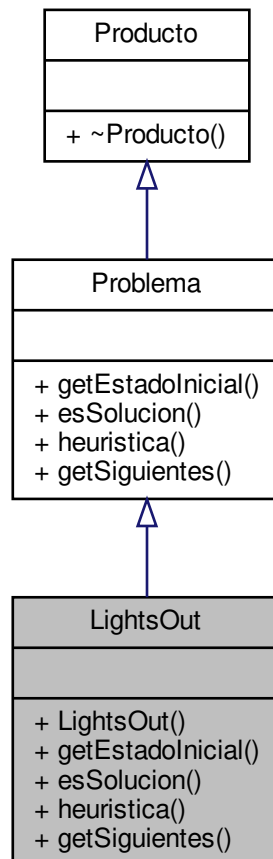 Producto
+ ~Producto()
Problema
+ getEstadoInicial()
+ esSolucion()
+ heuristica()
+ getSiguientes()
LightsOut
+ LightsOut()
+ getEstadoInicial()
+ esSolucion()
+ heuristica()
+ getSiguientes()